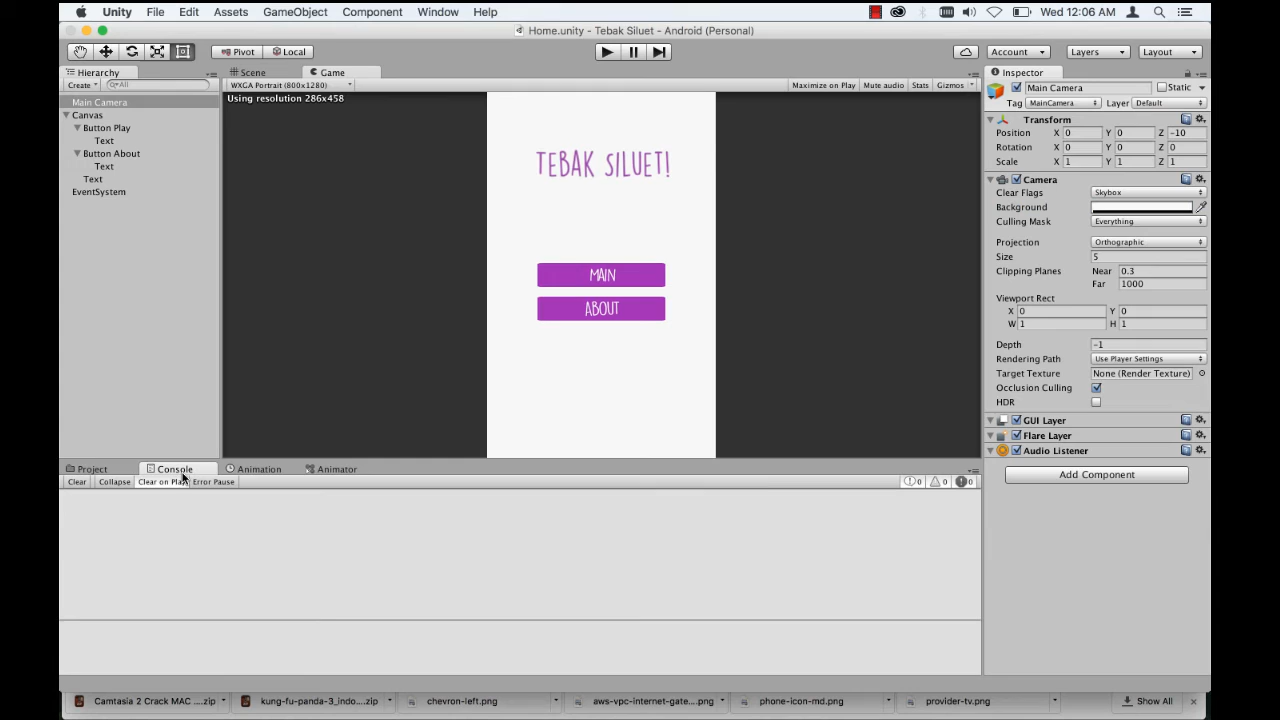 Unity File Edit Assets GameObject Component Window Help Wed 12:06 AM
Home.unity - Tebak Siluet - Android (Personal)
Pivot Local Account Layers Layout
Hierarchy Scene Game Inspector
Create All WXGA Portrait (800x1280) Maximize on Play Mute audio Stats Gizmos
Using resolution 286x458
Main Camera
Canvas
Button Play
Text
Button About
Text
Text
EventSystem
TEBAK SILUET!
MAIN
ABOUT
Main Camera Static
Tag MainCamera Layer Default
Transform
Position X 0 Y 0 Z -10
Rotation X 0 Y 0 Z 0
Scale X 1 Y 1 Z 1
Camera
Clear Flags Skybox
Background
Culling Mask Everything
Projection Orthographic
Size 5
Clipping Planes Near 0.3
Far 1000
Viewport Rect
X 0 Y 0
W 1 H 1
Depth -1
Rendering Path Use Player Settings
Target Texture None (Render Texture)
Occlusion Culling
HDR
GUI Layer
Flare Layer
Audio Listener
Add Component
Project Console Animation Animator
Clear Collapse Clear on Play Error Pause 0 0 0
Camtasia 2 Crack MAC ....zip kung-fu-panda-3_indo...zip chevron-left.png aws-vpc-internet-gate....png phone-icon-md.png provider-tv.png Show All